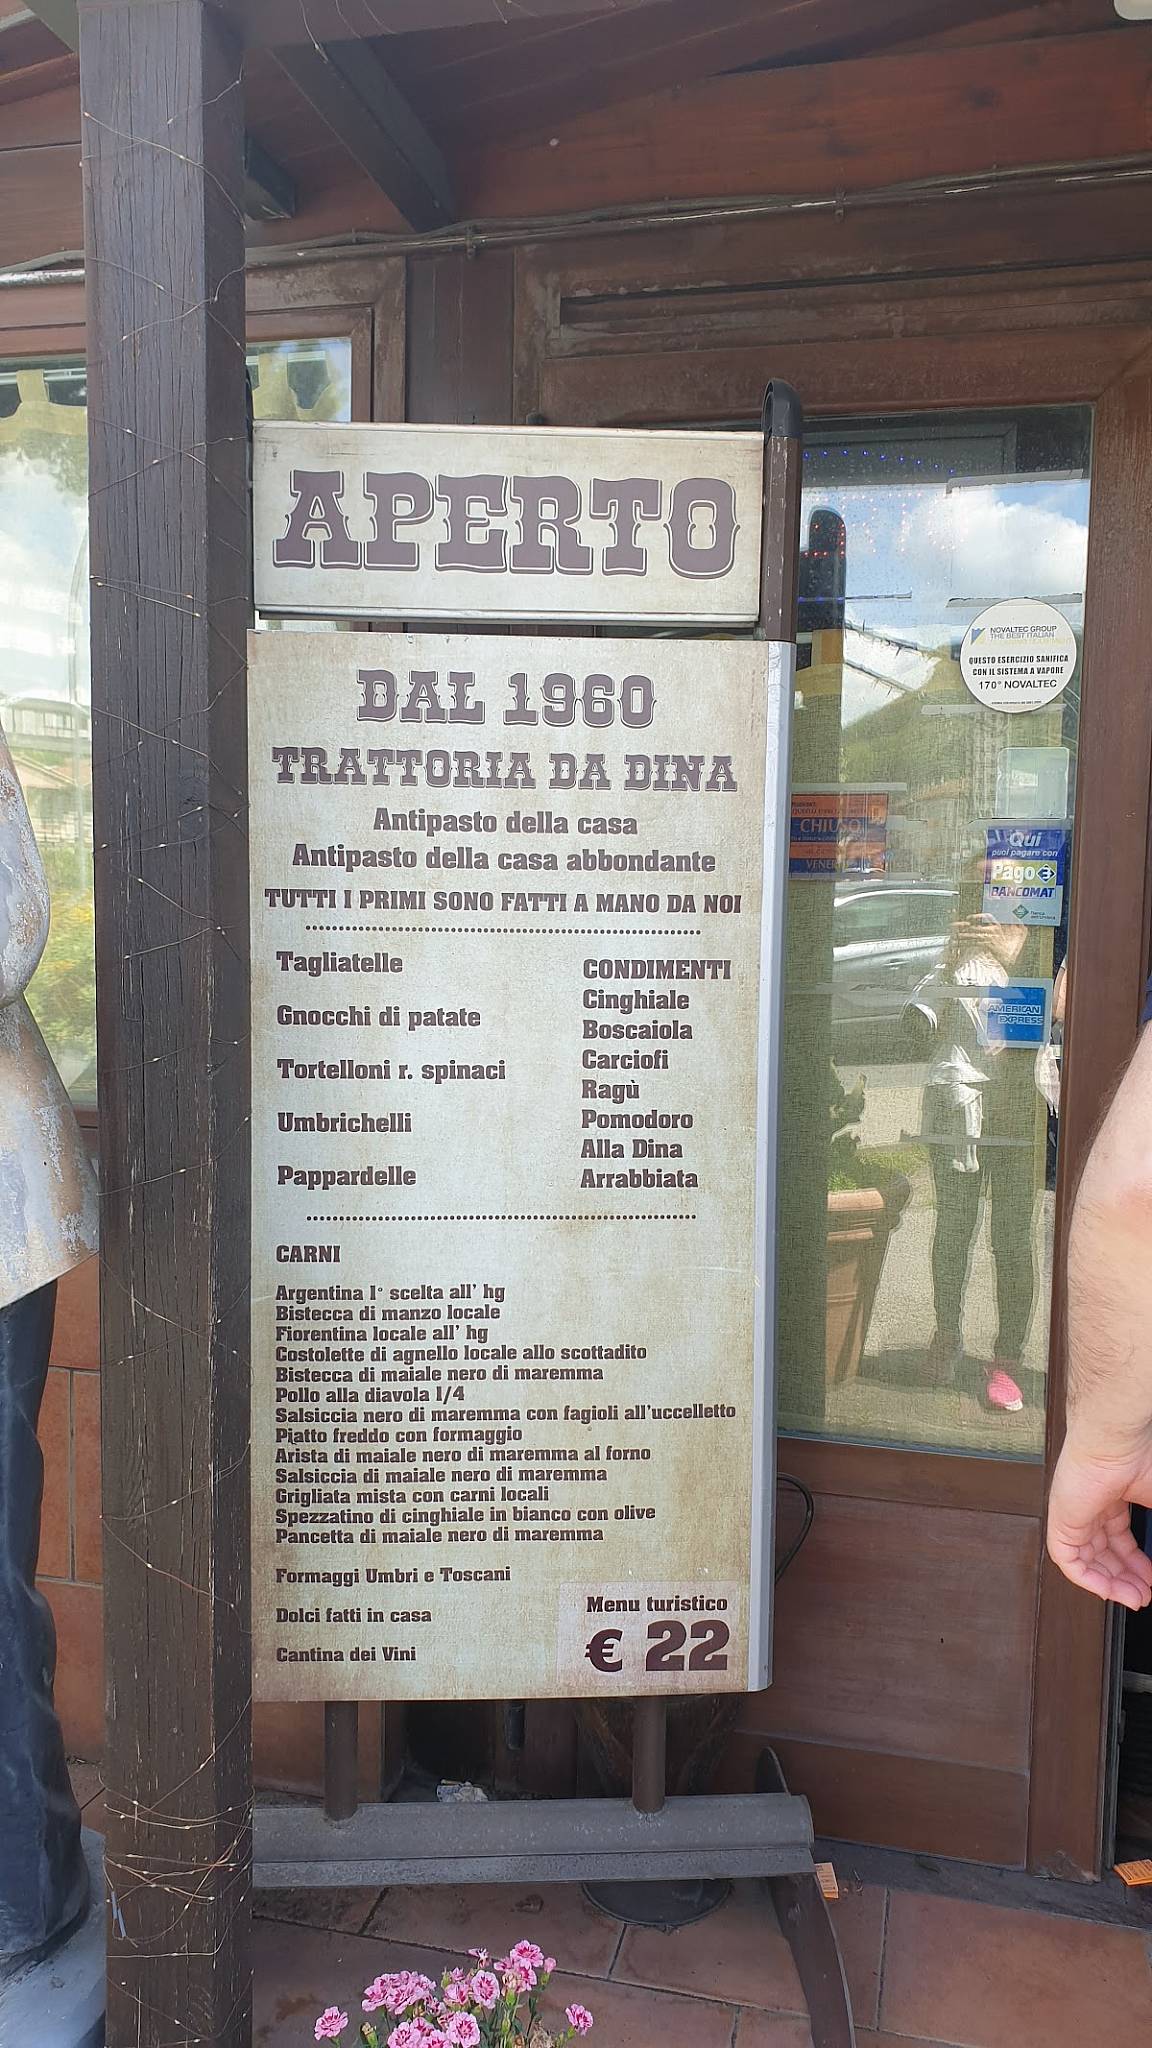 APERTO
DAL 1960
TRATTORIA DA DINA
Antipasto della casa
Antipasto della casa abbondante
TUTTI I PRIMI SONO FATTI A MANO DA NOI
Tagliatelle
Gnocchi di patate
Tortelloni r. spinaci
Umbrichelli
Pappardelle
CONDIMENTI
Cinghiale
Boscaiola
Carciofi
Ragù
Pomodoro
Alla Dina
Arrabbiata
CARNI
Argentina 1° scelta all' hg
Bistecca di manzo locale
Fiorentina locale all' hg
Costolette di agnello locale allo scottadito
Bistecca di maiale nero di maremma
Pollo alla diavola 1/4
Salsiccia nero di maremma con fagioli all'uccelletto
Piatto freddo con formaggio
Arista di maiale nero di maremma al forno
Salsiccia di maiale nero di maremma
Grigliata mista con carni locali
Spezzatino di cinghiale in bianco con olive
Pancetta di maiale nero di maremma
Formaggi Umbri e Toscani
Dolci fatti in casa
Cantina dei Vini
Menu turistico
€ 22
NOVALTEC GROUP
THE BEST ITALIAN
QUESTO ESERCIZIO SANIFICA
CON IL SISTEMA A VAPORE
170° NOVALTEC
CHIUSO
VENER
Qui
puoi pagare con
Pago
BANCOMAT
AMERICAN
EXPRESS